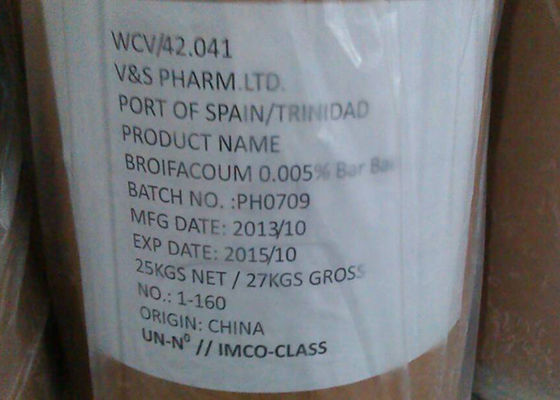 WCV/42.041
V&S PHARM.LTD.
PORT OF SPAIN/TRINIDAD
PRODUCT NAME
BROIFACOUM 0.005% Bar Bai
BATCH NO. :PH0709
MFG DATE: 2013/10
EXP DATE: 2015/10
25KGS NET / 27KGS GROSS
NO.: 1-160
ORIGIN: CHINA
UN-Nº // IMCO-CLASS